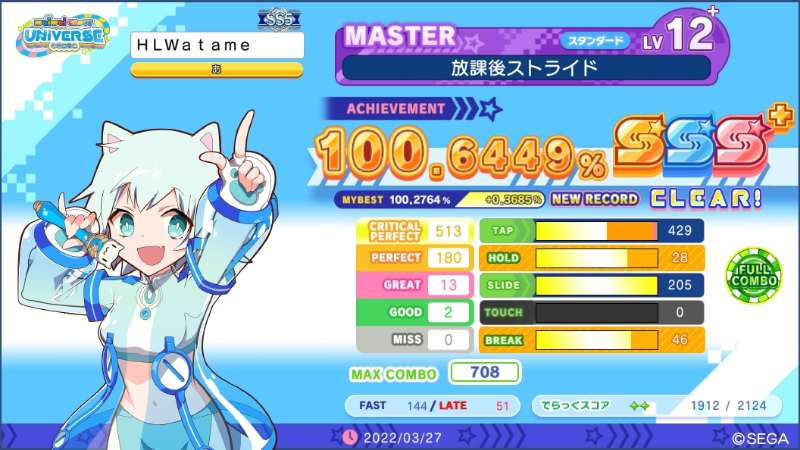 maimai でらっくす
UNiVERSE
SS5
HLWatame
あ
MASTER
スタンダード
LV 12+
放課後ストライド
ACHIEVEMENT
100.6449% SSS+
MYBEST 100.2764% +0.3685% NEW RECORD CLEAR!
CRITICAL PERFECT 513
PERFECT 180
GREAT 13
GOOD 2
MISS 0
TAP 429
HOLD 28
SLIDE 205
TOUCH 0
BREAK 46
FULL COMBO
MAX COMBO 708
FAST 144 / LATE 51
でらっくスコア 1912 / 2124
2022/03/27
©SEGA